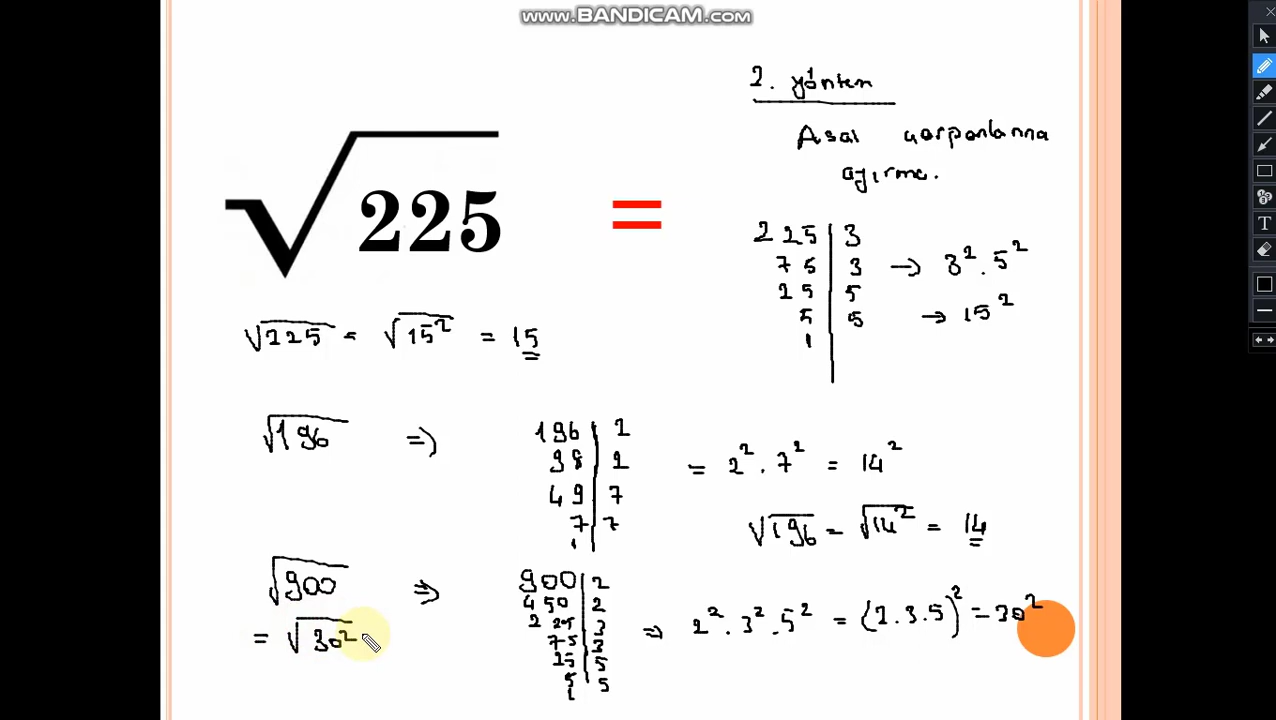 www.BANDICAM.com
2. yöntem
Asal çarpanlarına
ayırma.
√225 =
225 | 3
75 | 3 → 3². 5²
25 | 5
5 | 5 → 15²
1
√225 = √15² = 15
√196 ⇒
196 | 2
98 | 2
49 | 7
7 | 7
1
= 2². 7² = 14²
√196 = √14² = 14
√900 ⇒
= √30²
900 | 2
450 | 2
225 | 3
75 | 3
25 | 5
5 | 5
1
⇒ 2². 3². 5² = (2.3.5)² = 30²